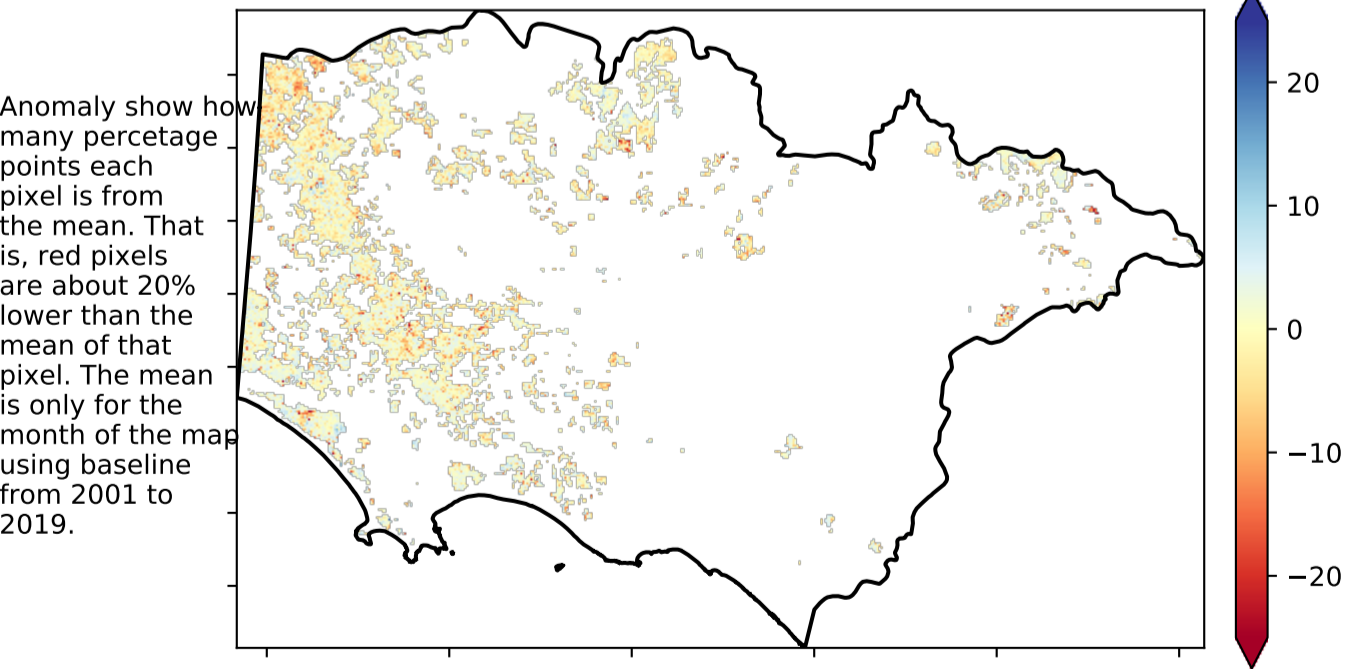 Anomaly show how
many percetage
points each
pixel is from
the mean. That
is, red pixels
are about 20%
lower than the
mean of that
pixel. The mean
is only for the
month of the map
using baseline
from 2001 to
2019.
20
10
0
−10
−20